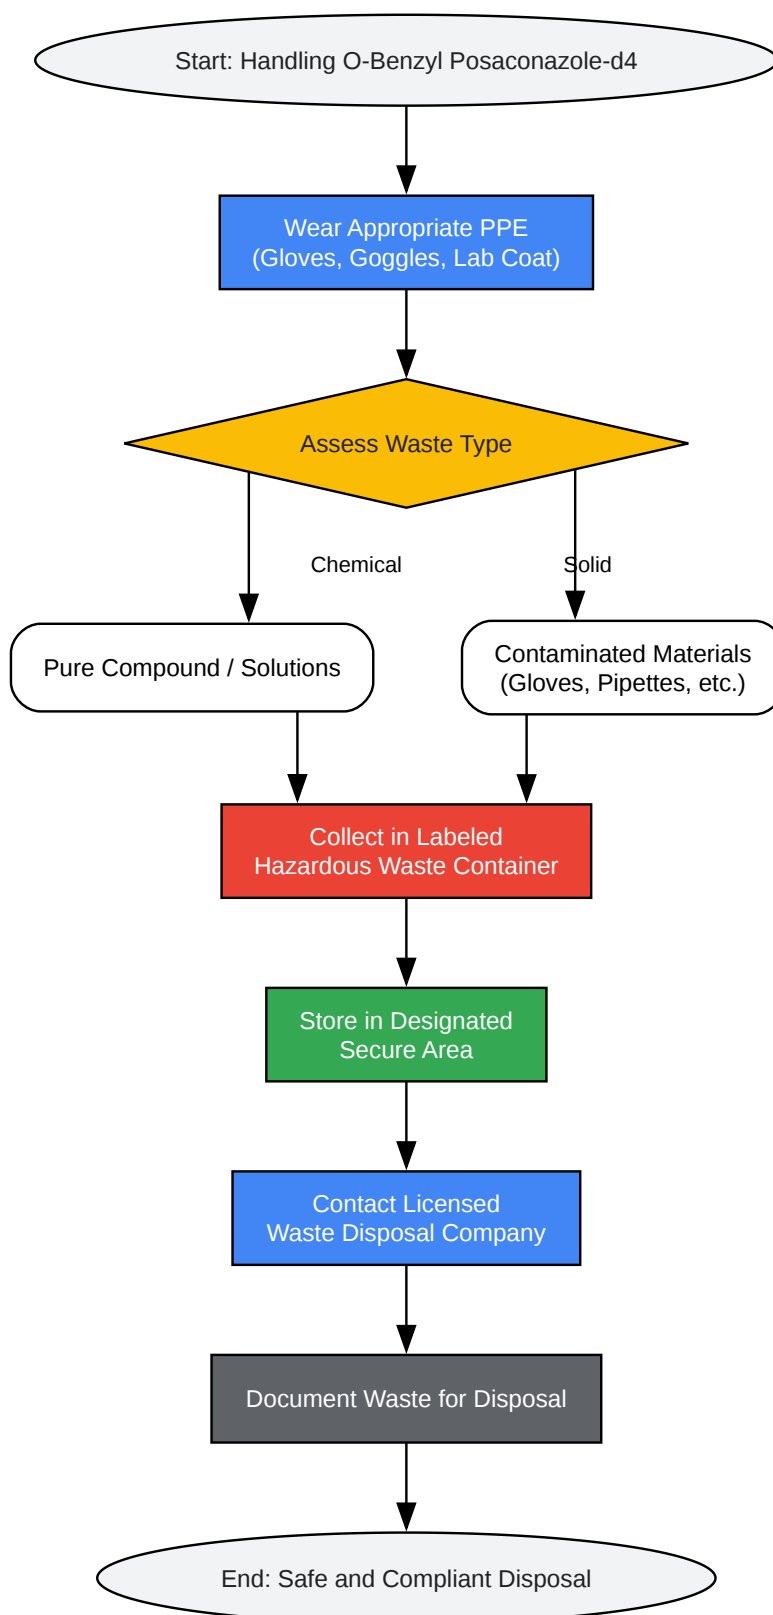 Start: Handling O-Benzyl Posaconazole-d4
Wear Appropriate PPE
(Gloves, Goggles, Lab Coat)
Assess Waste Type
Chemical
Solid
Pure Compound / Solutions
Contaminated Materials
(Gloves, Pipettes, etc.)
Collect in Labeled
Hazardous Waste Container
Store in Designated
Secure Area
Contact Licensed
Waste Disposal Company
Document Waste for Disposal
End: Safe and Compliant Disposal